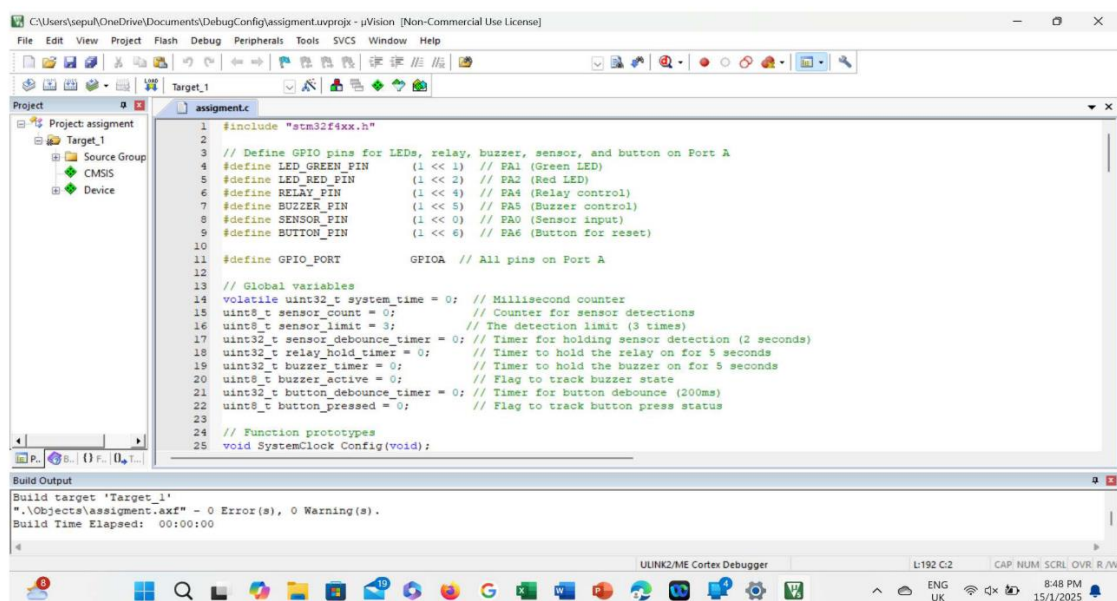 C:\Users\sepul\OneDrive\Documents\DebugConfig\assigment.uvprojx - µVision [Non-Commercial Use License]
File Edit View Project Flash Debug Peripherals Tools SVCS Window Help
Target_1
Project
assigment.c
Project: assigment
Target_1
Source Group
CMSIS
Device
1 #include "stm32f4xx.h"
2
3 // Define GPIO pins for LEDs, relay, buzzer, sensor, and button on Port A
4 #define LED_GREEN_PIN (1 << 1) // PA1 (Green LED)
5 #define LED_RED_PIN (1 << 2) // PA2 (Red LED)
6 #define RELAY_PIN (1 << 4) // PA4 (Relay control)
7 #define BUZZER_PIN (1 << 5) // PA5 (Buzzer control)
8 #define SENSOR_PIN (1 << 0) // PA0 (Sensor input)
9 #define BUTTON_PIN (1 << 6) // PA6 (Button for reset)
10
11 #define GPIO_PORT GPIOA // All pins on Port A
12
13 // Global variables
14 volatile uint32_t system_time = 0; // Millisecond counter
15 uint8_t sensor_count = 0; // Counter for sensor detections
16 uint8_t sensor_limit = 3; // The detection limit (3 times)
17 uint32_t sensor_debounce_timer = 0; // Timer for holding sensor detection (2 seconds)
18 uint32_t relay_hold_timer = 0; // Timer to hold the relay on for 5 seconds
19 uint32_t buzzer_timer = 0; // Timer to hold the buzzer on for 5 seconds
20 uint8_t buzzer_active = 0; // Flag to track buzzer state
21 uint32_t button_debounce_timer = 0; // Timer for button debounce (200ms)
22 uint8_t button_pressed = 0; // Flag to track button press status
23
24 // Function prototypes
25 void SystemClock_Config(void);
P... B... {} F... 0→ T...
Build Output
Build target 'Target_1'
".\Objects\assigment.axf" - 0 Error(s), 0 Warning(s).
Build Time Elapsed: 00:00:00
ULINK2/ME Cortex Debugger L:192 C:2 CAP NUM SCRL OVR R/W
8
19
4
ENG
UK
8:48 PM
15/1/2025